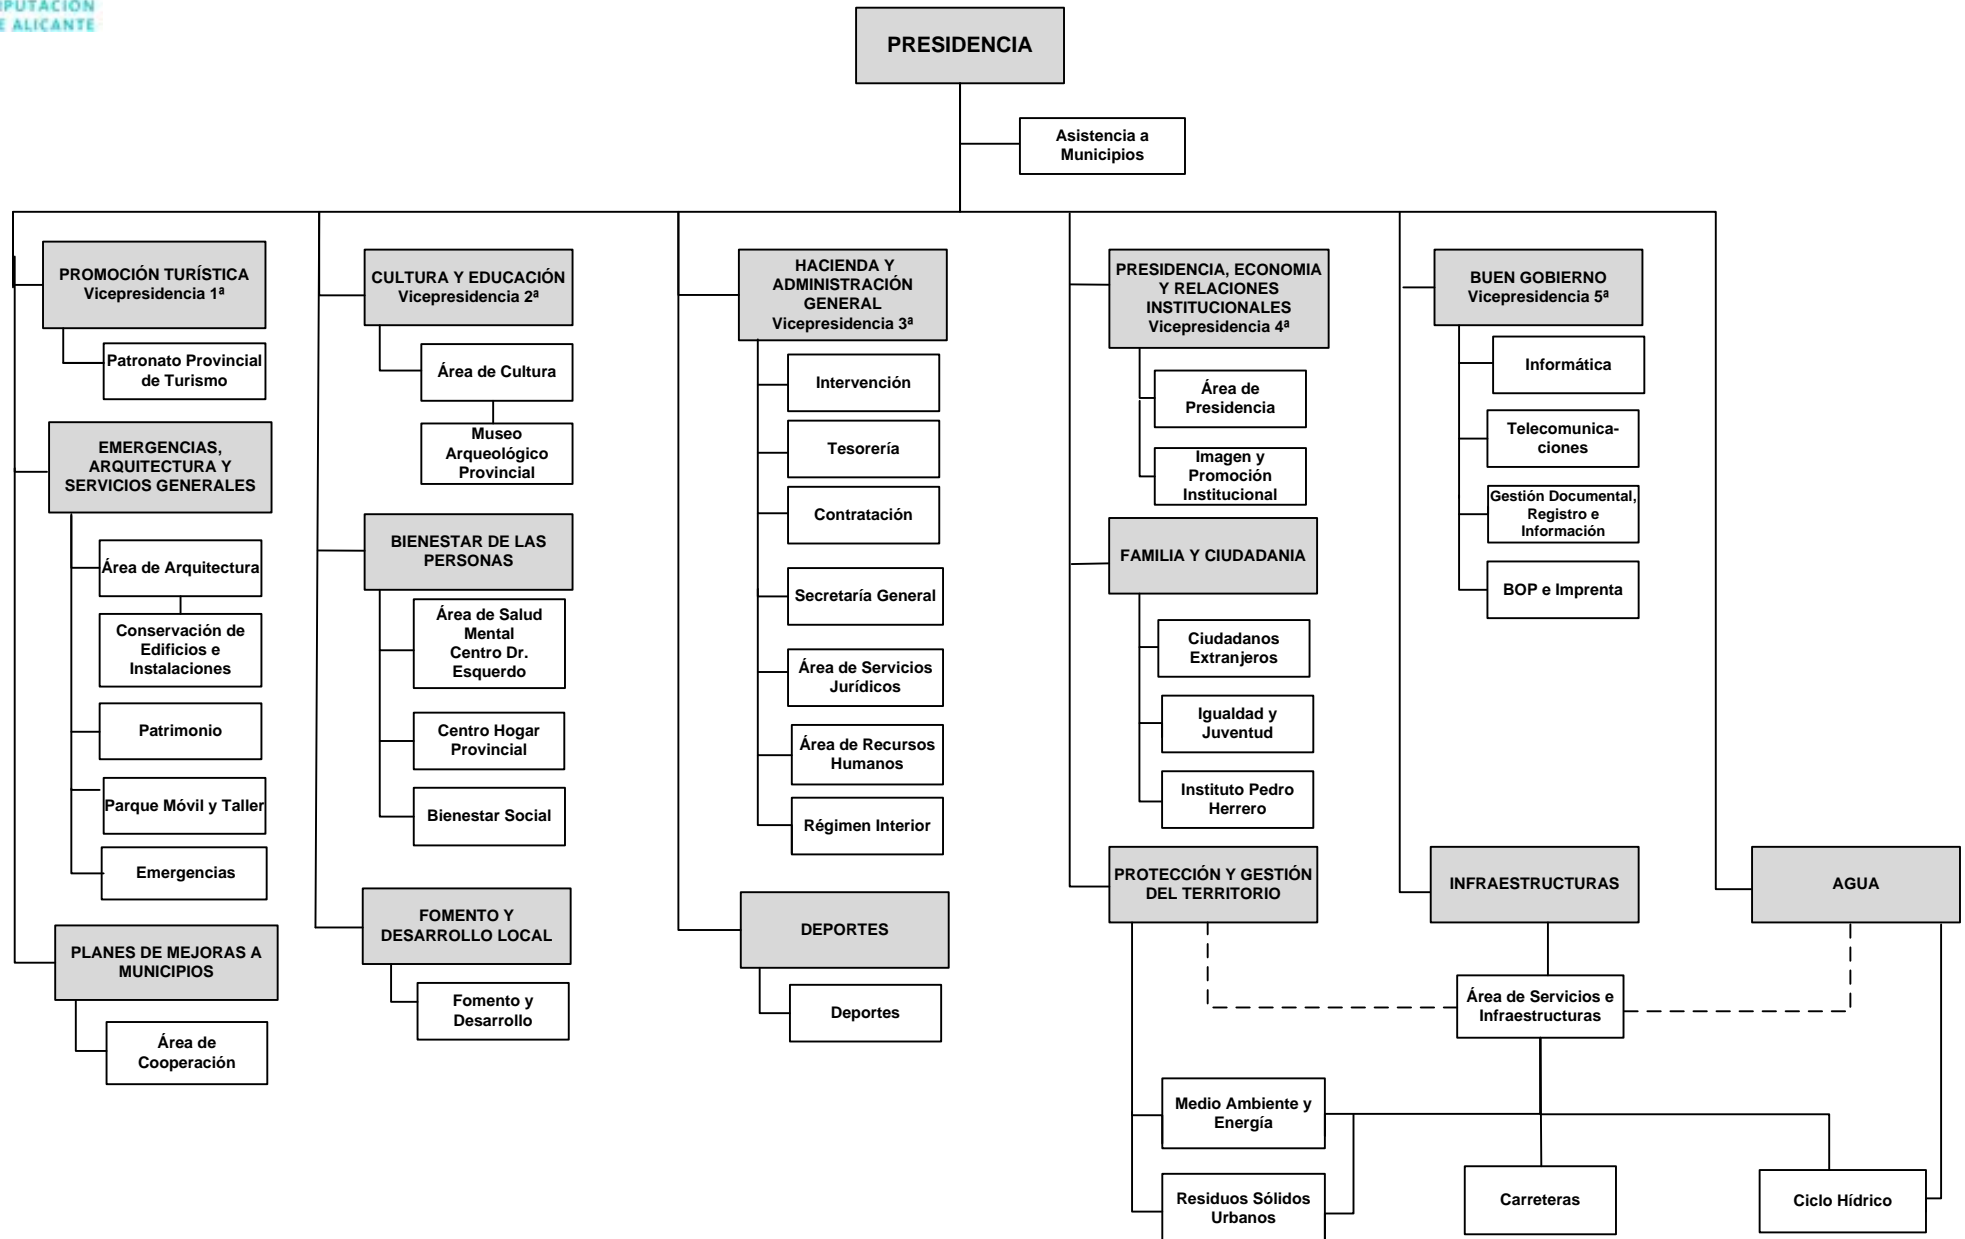 DE ALICANTE
PRESIDENCIA
Asistencia a
Municipios
PROMOCIÓN TURÍSTICA
Vicepresidencia 1ª
Patronato Provincial
de Turismo
EMERGENCIAS,
ARQUITECTURA Y
SERVICIOS GENERALES
Área de Arquitectura
Conservación de
Edificios e
Instalaciones
Patrimonio
Parque Móvil y Taller
Emergencias
PLANES DE MEJORAS A
MUNICIPIOS
Área de
Cooperación
CULTURA Y EDUCACIÓN
Vicepresidencia 2ª
Área de Cultura
Museo
Arqueológico
Provincial
BIENESTAR DE LAS
PERSONAS
Área de Salud
Mental
Centro Dr.
Esquerdo
Centro Hogar
Provincial
Bienestar Social
FOMENTO Y
DESARROLLO LOCAL
Fomento y
Desarrollo
HACIENDA Y
ADMINISTRACIÓN
GENERAL
Vicepresidencia 3ª
Intervención
Tesorería
Contratación
Secretaría General
Área de Servicios
Jurídicos
Área de Recursos
Humanos
Régimen Interior
DEPORTES
Deportes
PRESIDENCIA, ECONOMIA
Y RELACIONES
INSTITUCIONALES
Vicepresidencia 4ª
Área de
Presidencia
Imagen y
Promoción
Institucional
FAMILIA Y CIUDADANIA
Ciudadanos
Extranjeros
Igualdad y
Juventud
Instituto Pedro
Herrero
PROTECCIÓN Y GESTIÓN
DEL TERRITORIO
Medio Ambiente y
Energía
Residuos Sólidos
Urbanos
BUEN GOBIERNO
Vicepresidencia 5ª
Informática
Telecomunica-
ciones
Gestión Documental,
Registro e
Información
BOP e Imprenta
INFRAESTRUCTURAS
Área de Servicios e
Infraestructuras
Carreteras
AGUA
Ciclo Hídrico